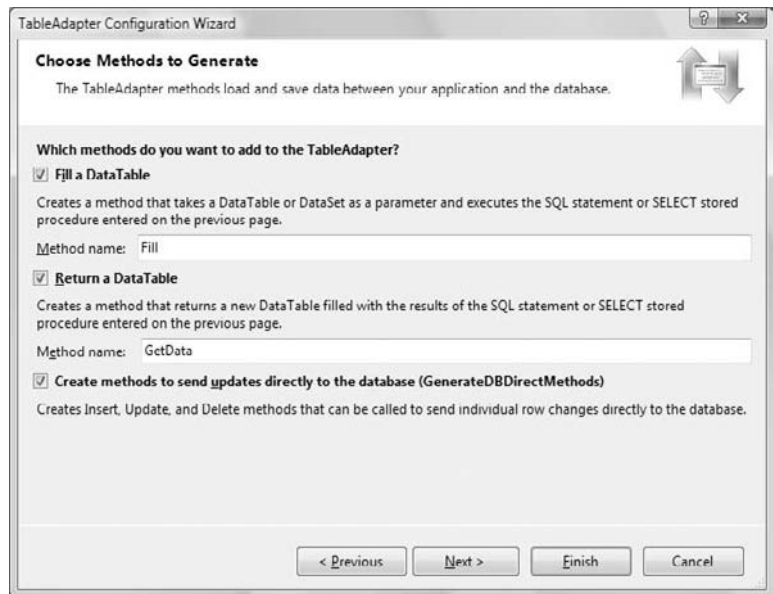 TableAdapter Configuration Wizard
Choose Methods to Generate
The TableAdapter methods load and save data between your application and the database.
Which methods do you want to add to the TableAdapter?
Fill a DataTable
Creates a method that takes a DataTable or DataSet as a parameter and executes the SQL statement or SELECT stored
procedure entered on the previous page.
Method name: Fill
Return a DataTable
Creates a method that returns a new DataTable filled with the results of the SQL statement or SELECT stored
procedure entered on the previous page.
Method name: GetData
Create methods to send updates directly to the database (GenerateDBDirectMethods)
Creates Insert, Update, and Delete methods that can be called to send individual row changes directly to the database.
< Previous Next > Finish Cancel